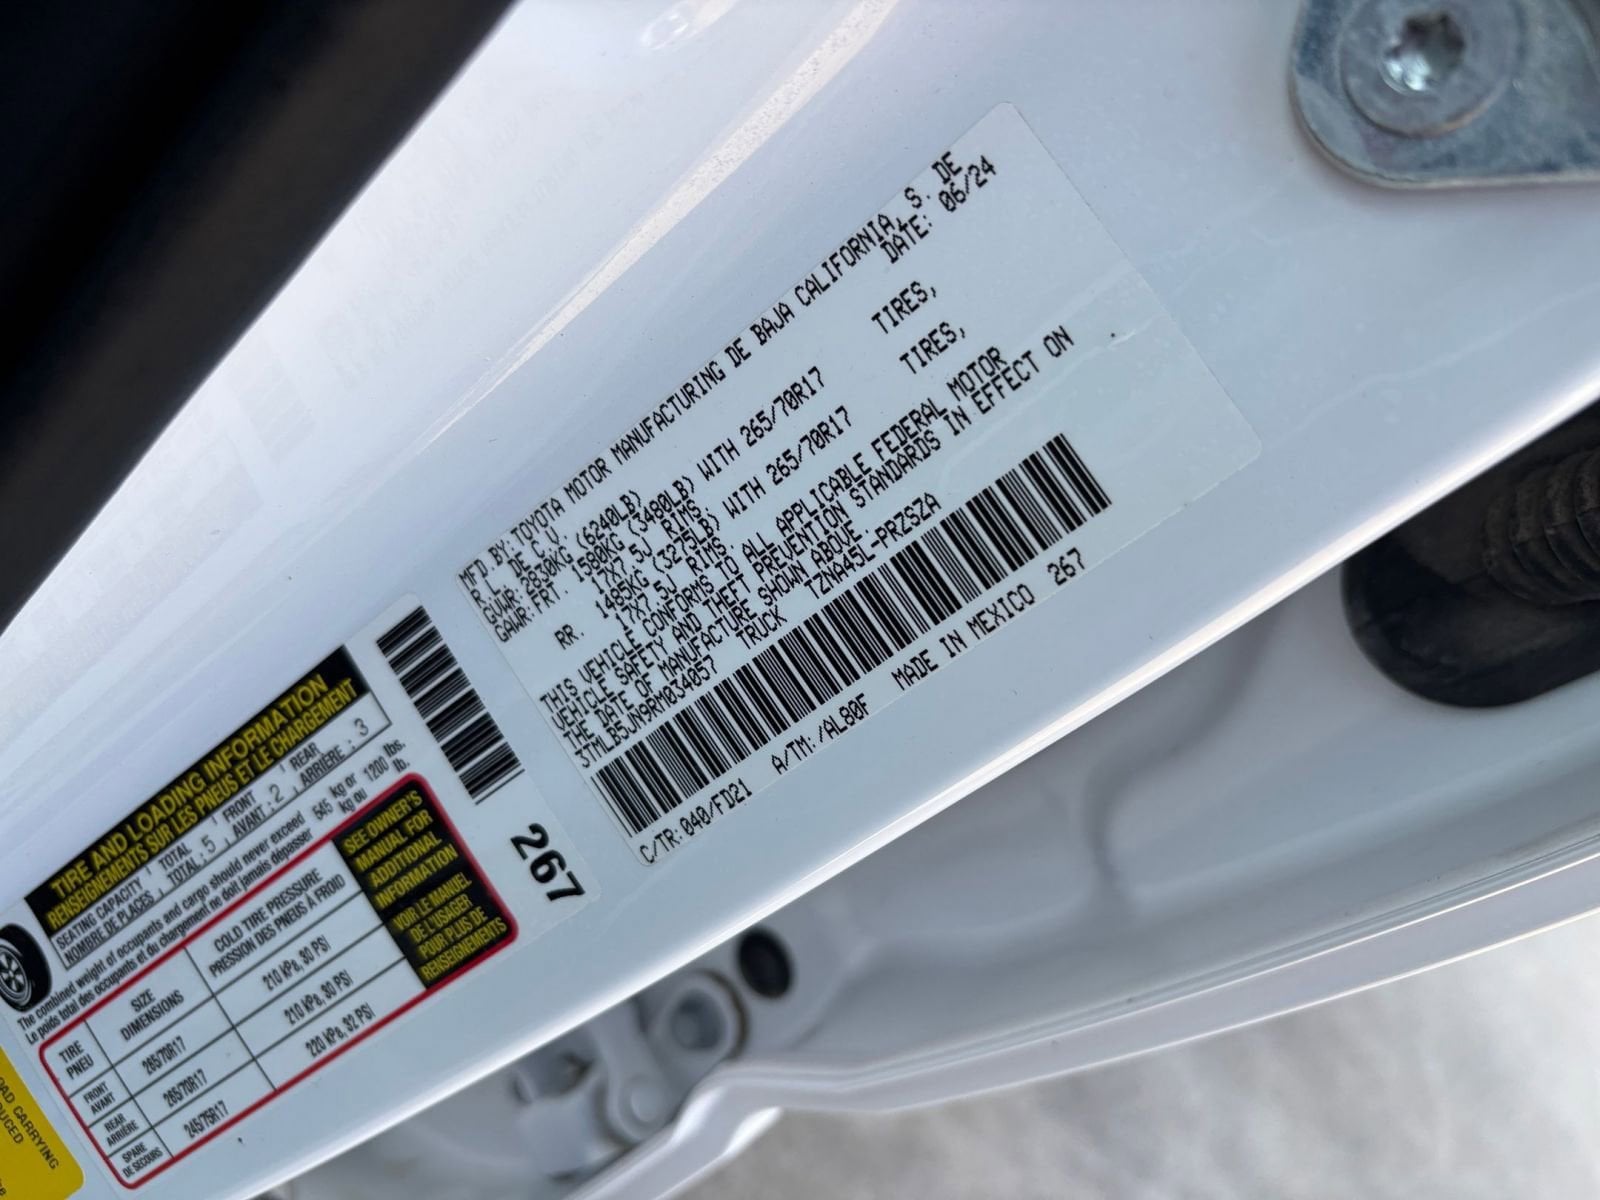 MFD.BY:TOYOTA MOTOR MANUFACTURING DE BAJA CALIFORNIA, S. DE
R.L. DE C.V. DATE: 06/24
GVWR: 2830KG (6240LB)
GAWR:FRT. 1580KG (3480LB) WITH 265/70R17 TIRES,
17X7.5J RIMS,
RR. 1485KG (3275LB) WITH 265/70R17 TIRES,
17X7.5J RIMS.
THIS VEHICLE CONFORMS TO ALL APPLICABLE FEDERAL MOTOR
VEHICLE SAFETY AND THEFT PREVENTION STANDARDS IN EFFECT ON
THE DATE OF MANUFACTURE SHOWN ABOVE.
3TMLB5JN9RM034057 TRUCK TZNA45L-PRZSZA
C/TR: 040/FD21 A/TM: /AL80F MADE IN MEXICO 267
267
TIRE AND LOADING INFORMATION
RENSEIGNEMENTS SUR LES PNEUS ET LE CHARGEMENT
SEATING CAPACITY TOTAL FRONT REAR
NOMBRE DE PLACES , TOTAL: 5 , AVANT: 2 , ARRIÈRE: 3
The combined weight of occupants and cargo should never exceed 545 kg or 1200 lbs.
Le poids total des occupants et du chargement ne doit jamais dépasser kg ou lb.
TIRE
PNEU
SIZE
DIMENSIONS
COLD TIRE PRESSURE
PRESSION DES PNEUS À FROID
FRONT
AVANT
265/70R17
210 kPa, 30 PSI
REAR
ARRIÈRE
265/70R17
210 kPa, 30 PSI
SPARE
DE SECOURS
245/75R17
220 kPa, 32 PSI
SEE OWNER'S
MANUAL FOR
ADDITIONAL
INFORMATION
VOIR LE MANUEL
DE L'USAGER
POUR PLUS DE
RENSEIGNEMENTS
CARRYING